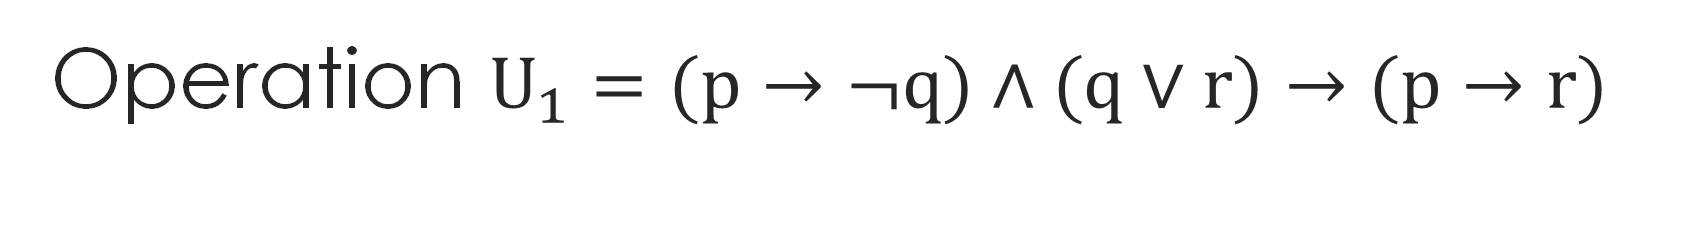 Operation U₁ = (p → ¬q) ∧ (q ∨ r) → (p → r)